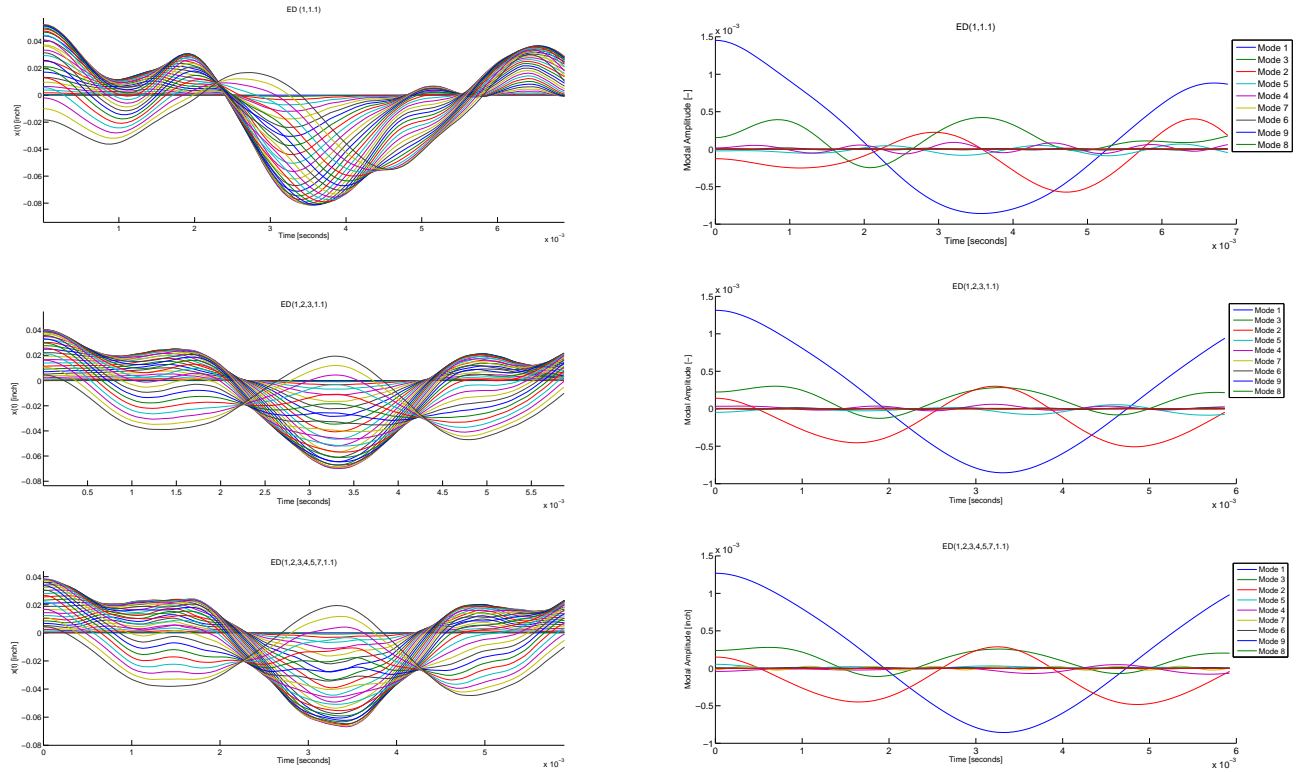 ED (1,1.1)
0.04
0.02
0
−0.02
−0.04
−0.06
−0.08
x(t) [inch]
1
2
3
4
5
6
Time [seconds]
x 10⁻³
ED(1,1.1)
x 10⁻³
1.5
1
0.5
0
−0.5
−1
Modal Amplitude [−]
0
1
2
3
4
5
6
7
Time [seconds]
x 10⁻³
Mode 1
Mode 3
Mode 2
Mode 5
Mode 4
Mode 7
Mode 6
Mode 9
Mode 8
ED(1,2,3,1.1)
0.04
0.02
0
−0.02
−0.04
−0.06
−0.08
x(t) [inch]
0.5
1
1.5
2
2.5
3
3.5
4
4.5
5
5.5
Time [seconds]
x 10⁻³
ED(1,2,3,1.1)
x 10⁻³
1.5
1
0.5
0
−0.5
−1
Modal Amplitude [−]
0
1
2
3
4
5
6
Time [seconds]
x 10⁻³
Mode 1
Mode 3
Mode 2
Mode 5
Mode 4
Mode 7
Mode 6
Mode 9
Mode 8
ED(1,2,3,4,5,7,1.1)
0.04
0.02
0
−0.02
−0.04
−0.06
−0.08
x(t) [inch]
1
2
3
4
5
Time [seconds]
x 10⁻³
ED(1,2,3,4,5,7,1.1)
x 10⁻³
1.5
1
0.5
0
−0.5
−1
Modal Amplitude [inch]
0
1
2
3
4
5
6
Time [seconds]
x 10⁻³
Mode 1
Mode 3
Mode 2
Mode 5
Mode 4
Mode 7
Mode 6
Mode 9
Mode 8